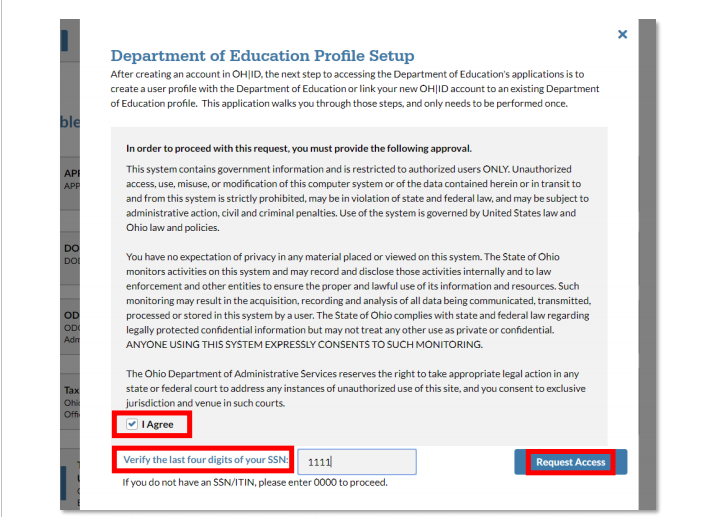 Department of Education Profile Setup
After creating an account in OH|ID, the next step to accessing the Department of Education's applications is to
create a user profile with the Department of Education or link your new OH|ID account to an existing Department
of Education profile. This application walks you through those steps, and only needs to be performed once.
ble
In order to proceed with this request, you must provide the following approval.
This system contains government information and is restricted to authorized users ONLY. Unauthorized
access, use, misuse, or modification of this computer system or of the data contained herein or in transit to
and from this system is strictly prohibited, may be in violation of state and federal law, and may be subject to
administrative action, civil and criminal penalties. Use of the system is governed by United States law and
Ohio law and policies.
API
APP
You have no expectation of privacy in any material placed or viewed on this system. The State of Ohio
monitors activities on this system and may record and disclose those activities internally and to law
enforcement and other entities to ensure the proper and lawful use of its information and resources. Such
monitoring may result in the acquisition, recording and analysis of all data being communicated, transmitted,
processed or stored in this system by a user. The State of Ohio complies with state and federal law regarding
legally protected confidential information but may not treat any other use as private or confidential.
ANYONE USING THIS SYSTEM EXPRESSLY CONSENTS TO SUCH MONITORING.
DO
OD
Adm
The Ohio Department of Administrative Services reserves the right to take appropriate legal action in any
state or federal court to address any instances of unauthorized use of this site, and you consent to exclusive
jurisdiction and venue in such courts.
Tax
Ohi
Offi
I Agree
Verify the last four digits of your SSN:
1111
Request Access
If you do not have an SSN/ITIN, please enter 0000 to proceed.